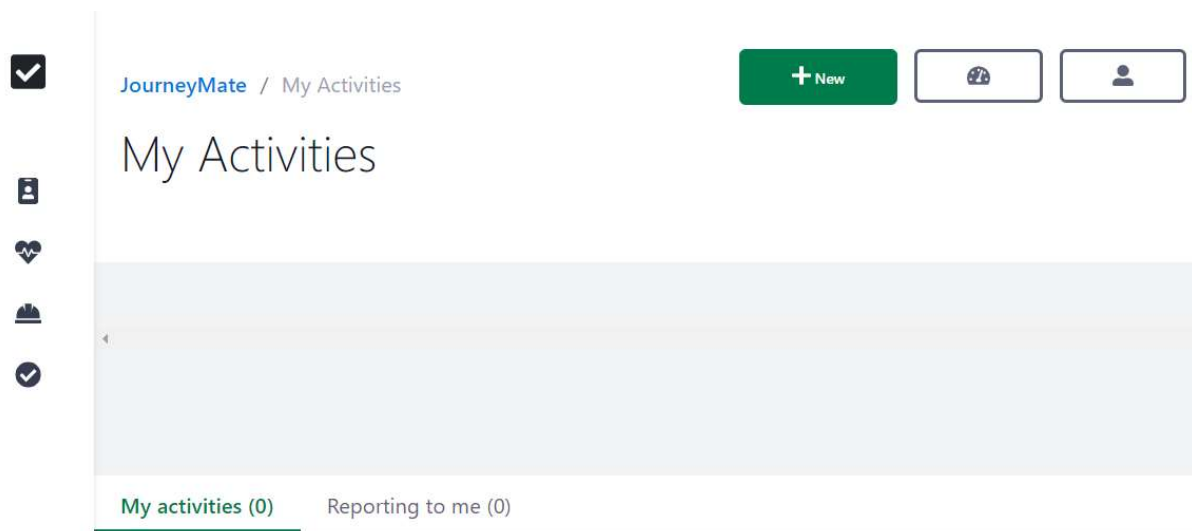 JourneyMate / My Activities
New
My Activities
My activities (0)
Reporting to me (0)